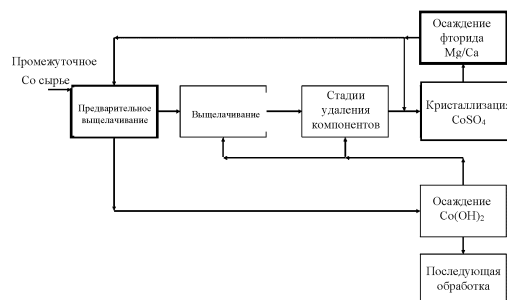 Промежуточное
Со сырье
Предварительное
выщелачивание
Выщелачивание
Стадии
удаления
компонентов
Осаждение
фторида
Mg/Ca
Кристаллизация
CoSO₄
Осаждение
Co(OH)₂
Последующая
обработка